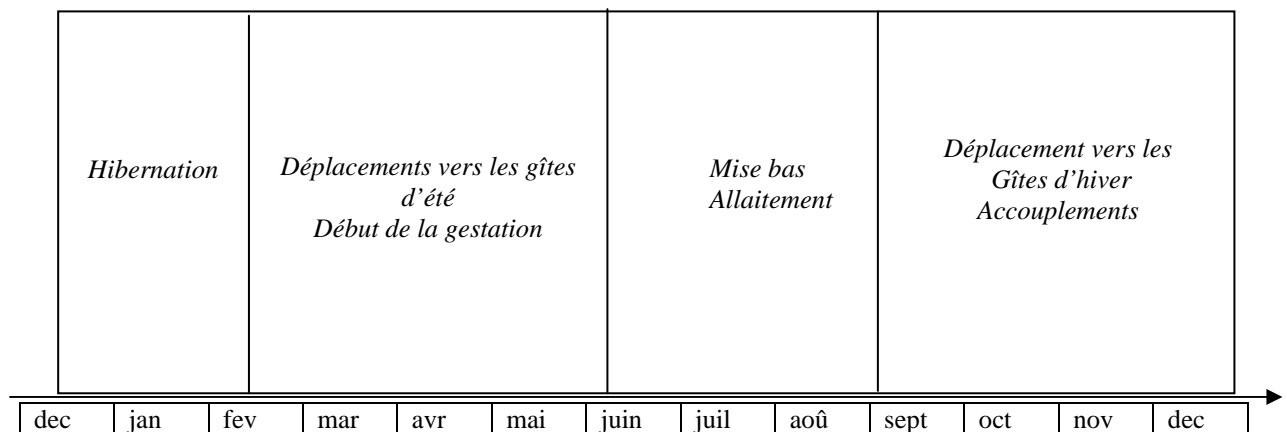 Hibernation
Déplacements vers les gîtes
d'été
Début de la gestation
Mise bas
Allaitement
Déplacement vers les
Gîtes d'hiver
Accouplements
dec jan fev mar avr mai juin juil aoû sept oct nov dec